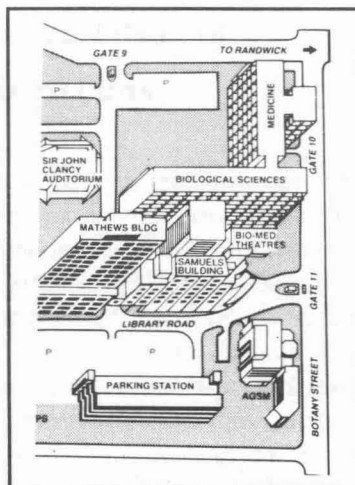 GATE 9
TO RANDWICK
P
P
MEDICINE
GATE 10
SIR JOHN
CLANCY
AUDITORIUM
BIOLOGICAL SCIENCES
MATHEWS BLDG
BIO-MED
THEATRES
SAMUELS
BUILDING
GATE 11
LIBRARY ROAD
P
P
PARKING STATION
AGSM
BOTANY STREET
PS